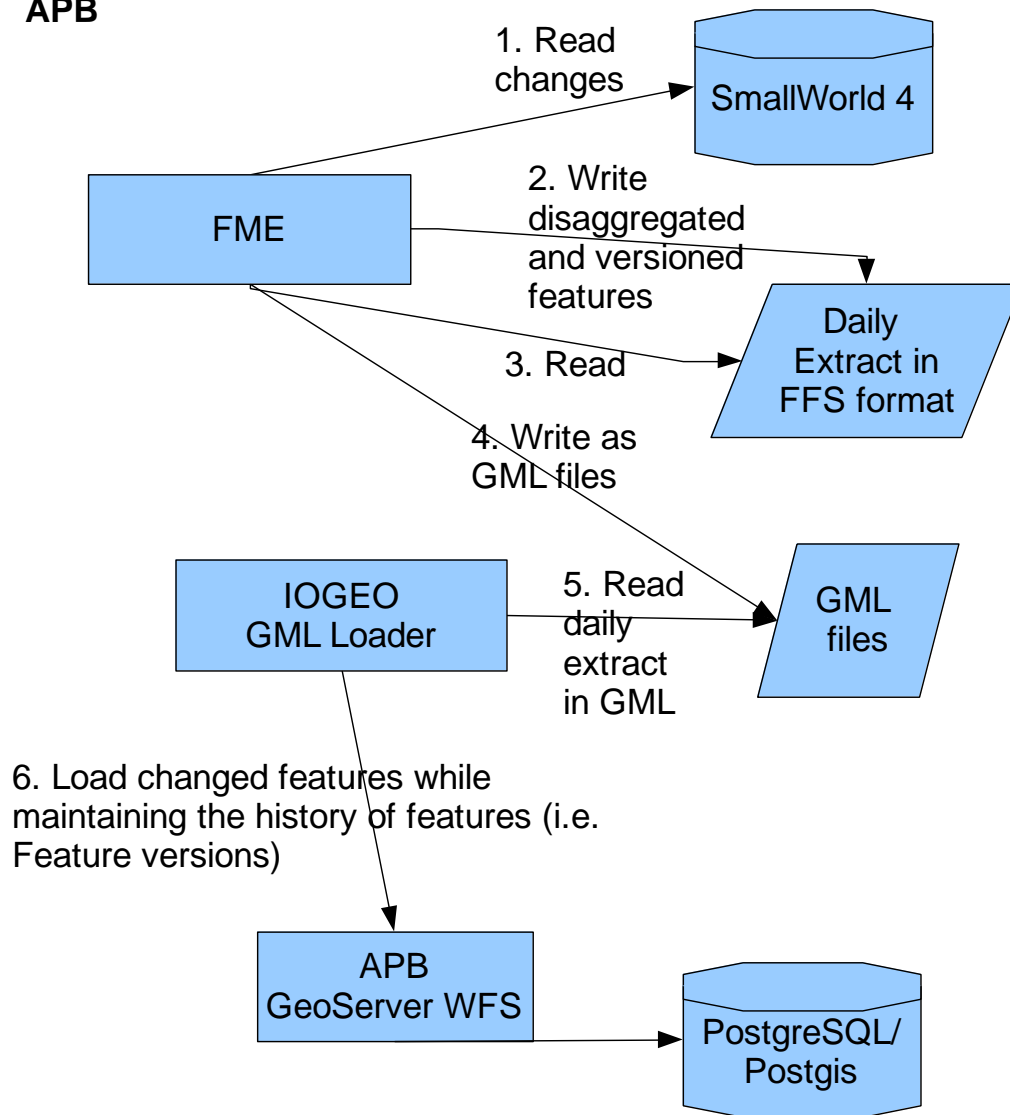 APB
1. Read
changes
SmallWorld 4
FME
2. Write
disaggregated
and versioned
features
Daily
Extract in
FFS format
3. Read
4. Write as
GML files
IOGEO
GML Loader
5. Read
daily
extract
in GML
GML
files
6. Load changed features while
maintaining the history of features (i.e.
Feature versions)
APB
GeoServer WFS
PostgreSQL/
Postgis